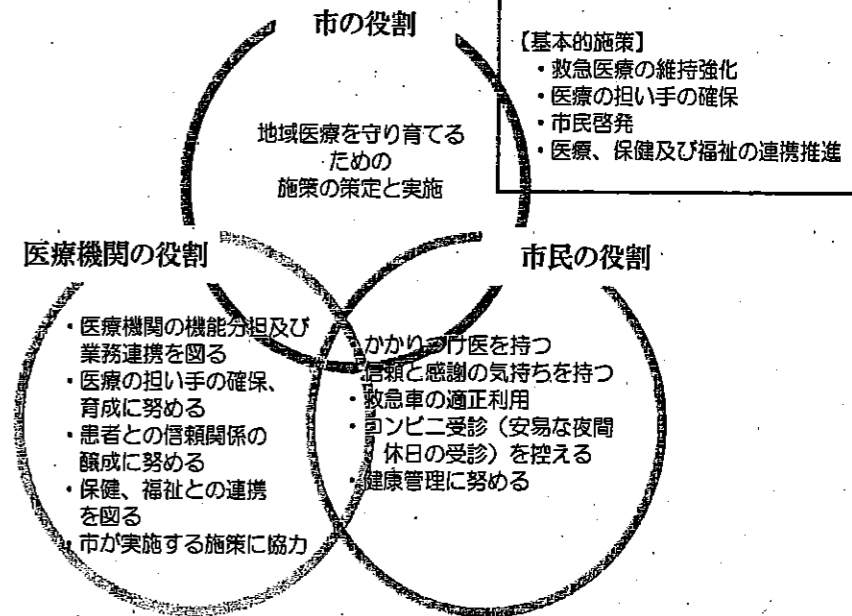 市の役割
地域医療を守り育てる
ための
施策の策定と実施
【基本的施策】
・救急医療の維持強化
・医療の担い手の確保
・市民啓発
・医療、保健及び福祉の連携推進
医療機関の役割
・医療機関の機能分担及び
業務連携を図る
・医療の担い手の確保、
育成に努める
・患者との信頼関係の
醸成に努める
・保健、福祉との連携
を図る
・市が実施する施策に協力
市民の役割
かかりつけ医を持つ
信頼と感謝の気持ちを持つ
・救急車の適正利用
・コンビニ受診（安易な夜間
休日の受診）を控える
・健康管理に努める